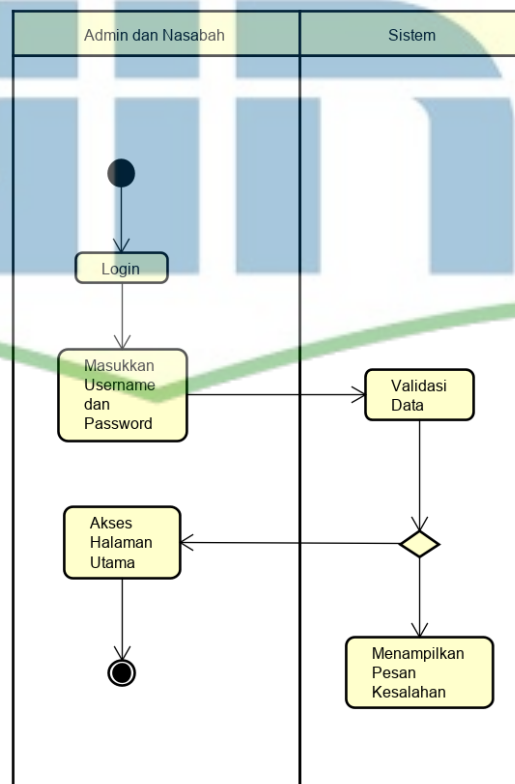 Admin dan Nasabah
Sistem
Login
Masukkan
Username
dan
Password
Validasi
Data
Akses
Halaman
Utama
Menampilkan
Pesan
Kesalahan